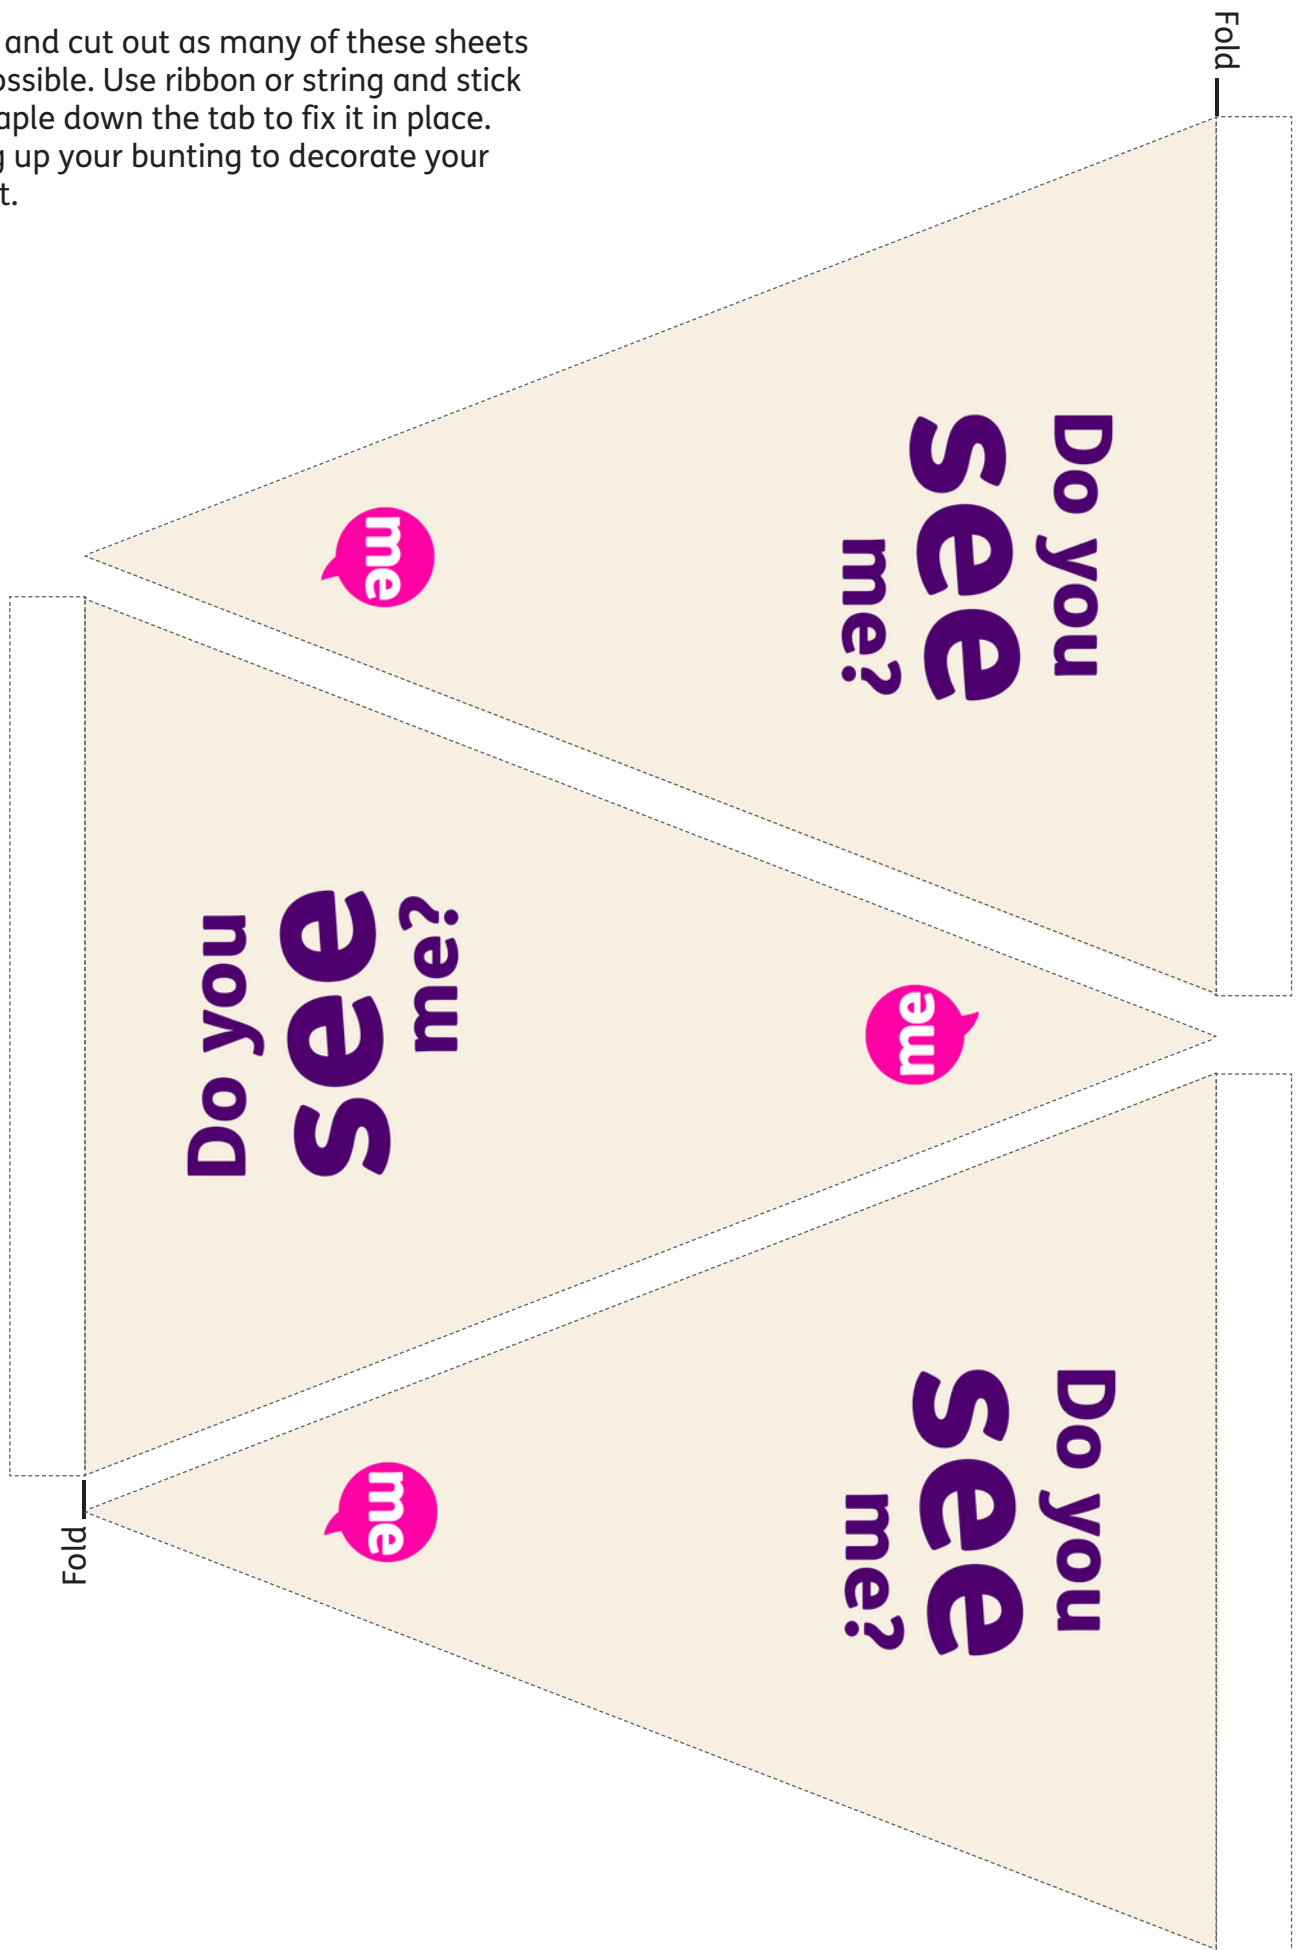 and cut out as many of these sheets
ossible. Use ribbon or string and stick
aple down the tab to fix it in place.
g up your bunting to decorate your
t.
Fold
Do you
see
me?
me
Do you
see
me?
me
Do you
see
me?
me
Fold